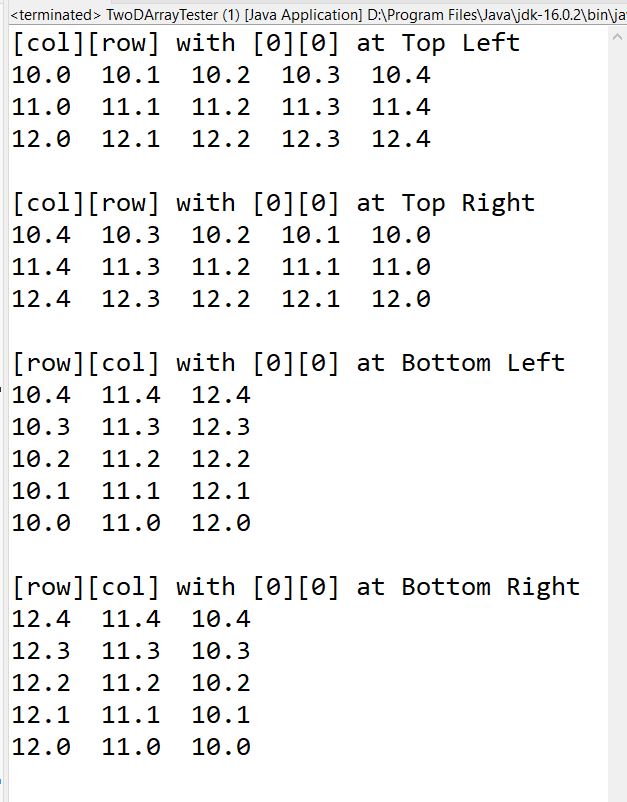 <terminated> TwoDArrayTester (1) [Java Application] D:\Program Files\Java\jdk-16.0.2\bin\ja
[col][row] with [0][0] at Top Left
10.0 10.1 10.2 10.3 10.4
11.0 11.1 11.2 11.3 11.4
12.0 12.1 12.2 12.3 12.4
[col][row] with [0][0] at Top Right
10.4 10.3 10.2 10.1 10.0
11.4 11.3 11.2 11.1 11.0
12.4 12.3 12.2 12.1 12.0
[row][col] with [0][0] at Bottom Left
10.4 11.4 12.4
10.3 11.3 12.3
10.2 11.2 12.2
10.1 11.1 12.1
10.0 11.0 12.0
[row][col] with [0][0] at Bottom Right
12.4 11.4 10.4
12.3 11.3 10.3
12.2 11.2 10.2
12.1 11.1 10.1
12.0 11.0 10.0